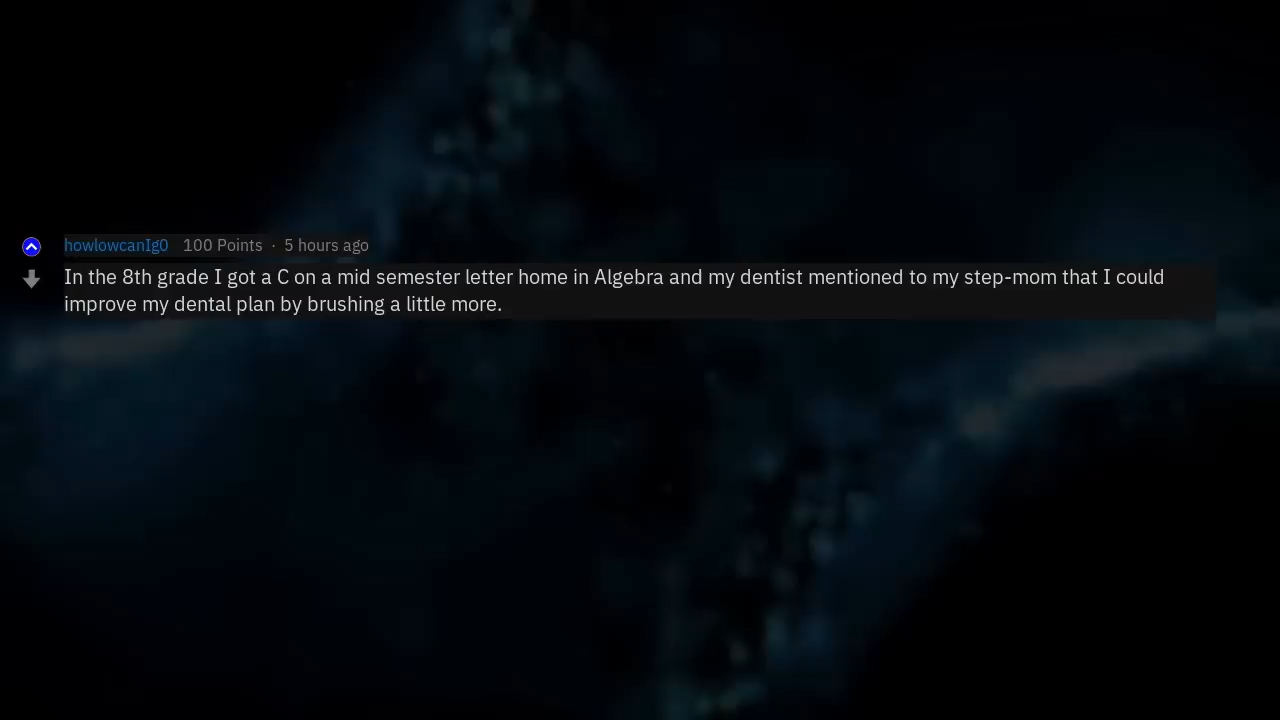 howlowcanIg0 100 Points · 5 hours ago
In the 8th grade I got a C on a mid semester letter home in Algebra and my dentist mentioned to my step-mom that I could
improve my dental plan by brushing a little more.